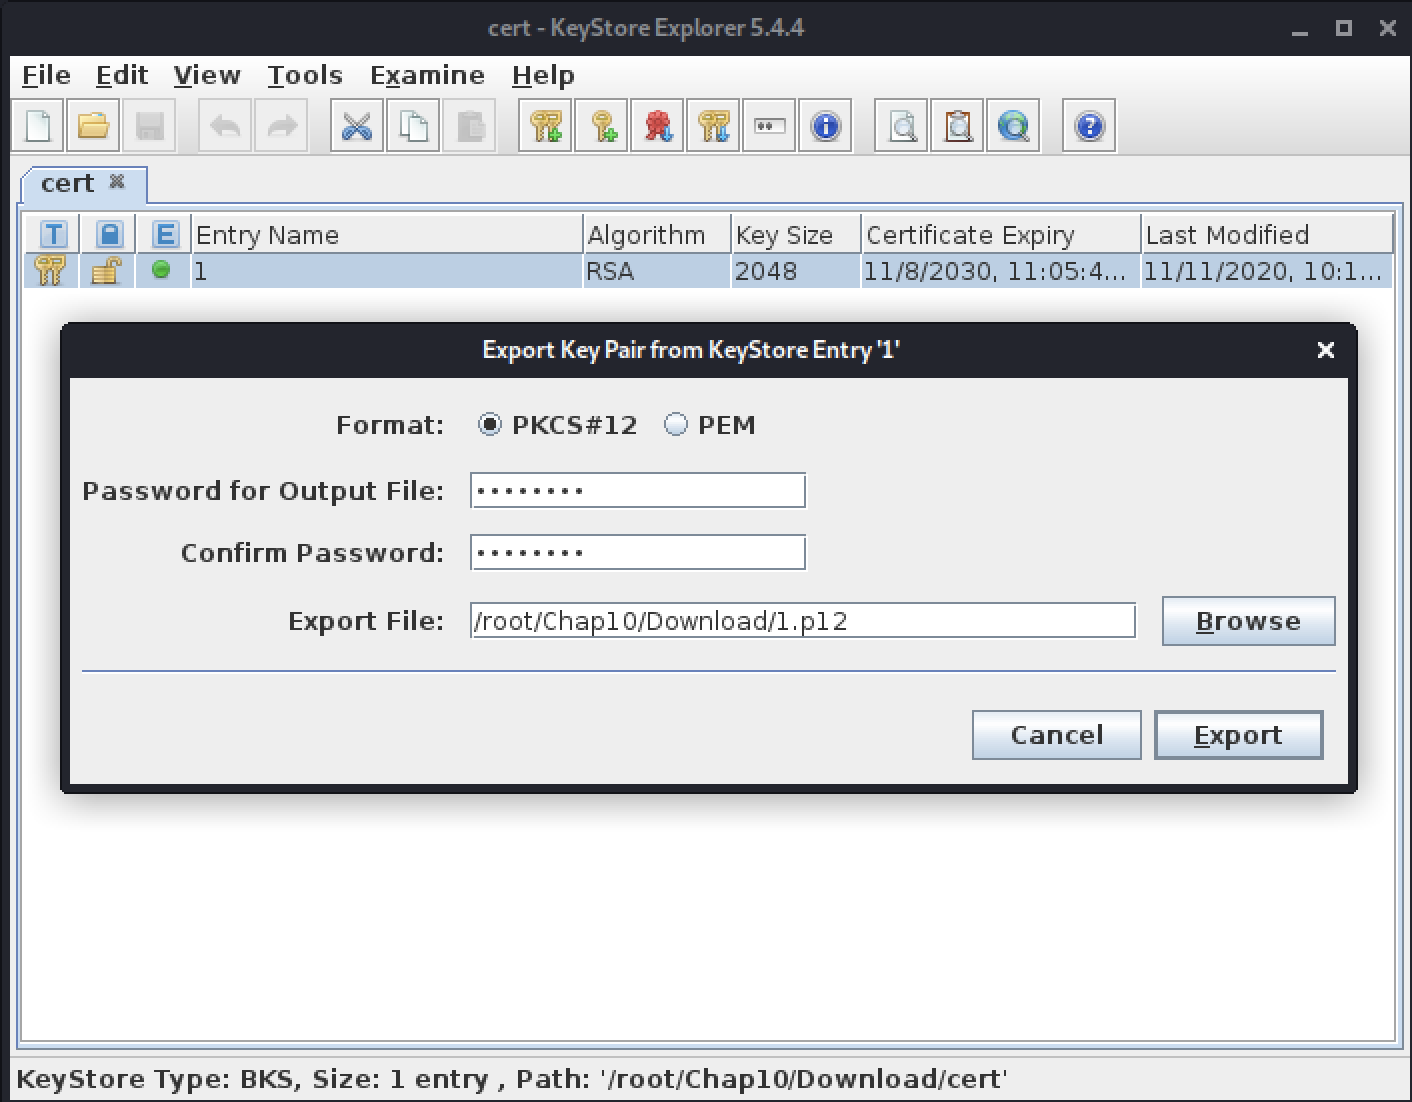 cert - KeyStore Explorer 5.4.4
File Edit View Tools Examine Help
cert
T E Entry Name Algorithm Key Size Certificate Expiry Last Modified
1 RSA 2048 11/8/2030, 11:05:4... 11/11/2020, 10:1...
Export Key Pair from KeyStore Entry '1'
Format: PKCS#12 PEM
Password for Output File: ••••••••
Confirm Password: ••••••••
Export File: /root/Chap10/Download/1.p12 Browse
Cancel Export
KeyStore Type: BKS, Size: 1 entry , Path: '/root/Chap10/Download/cert'